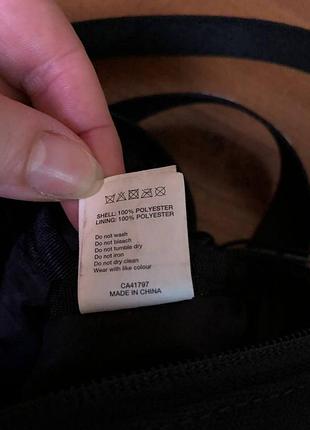 SHELL: 100% POLYESTER
LINING: 100% POLYESTER
Do not wash
Do not bleach
Do not tumble dry
Do not iron
Do not dry clean
Wear with like colour
CA41797
MADE IN CHINA